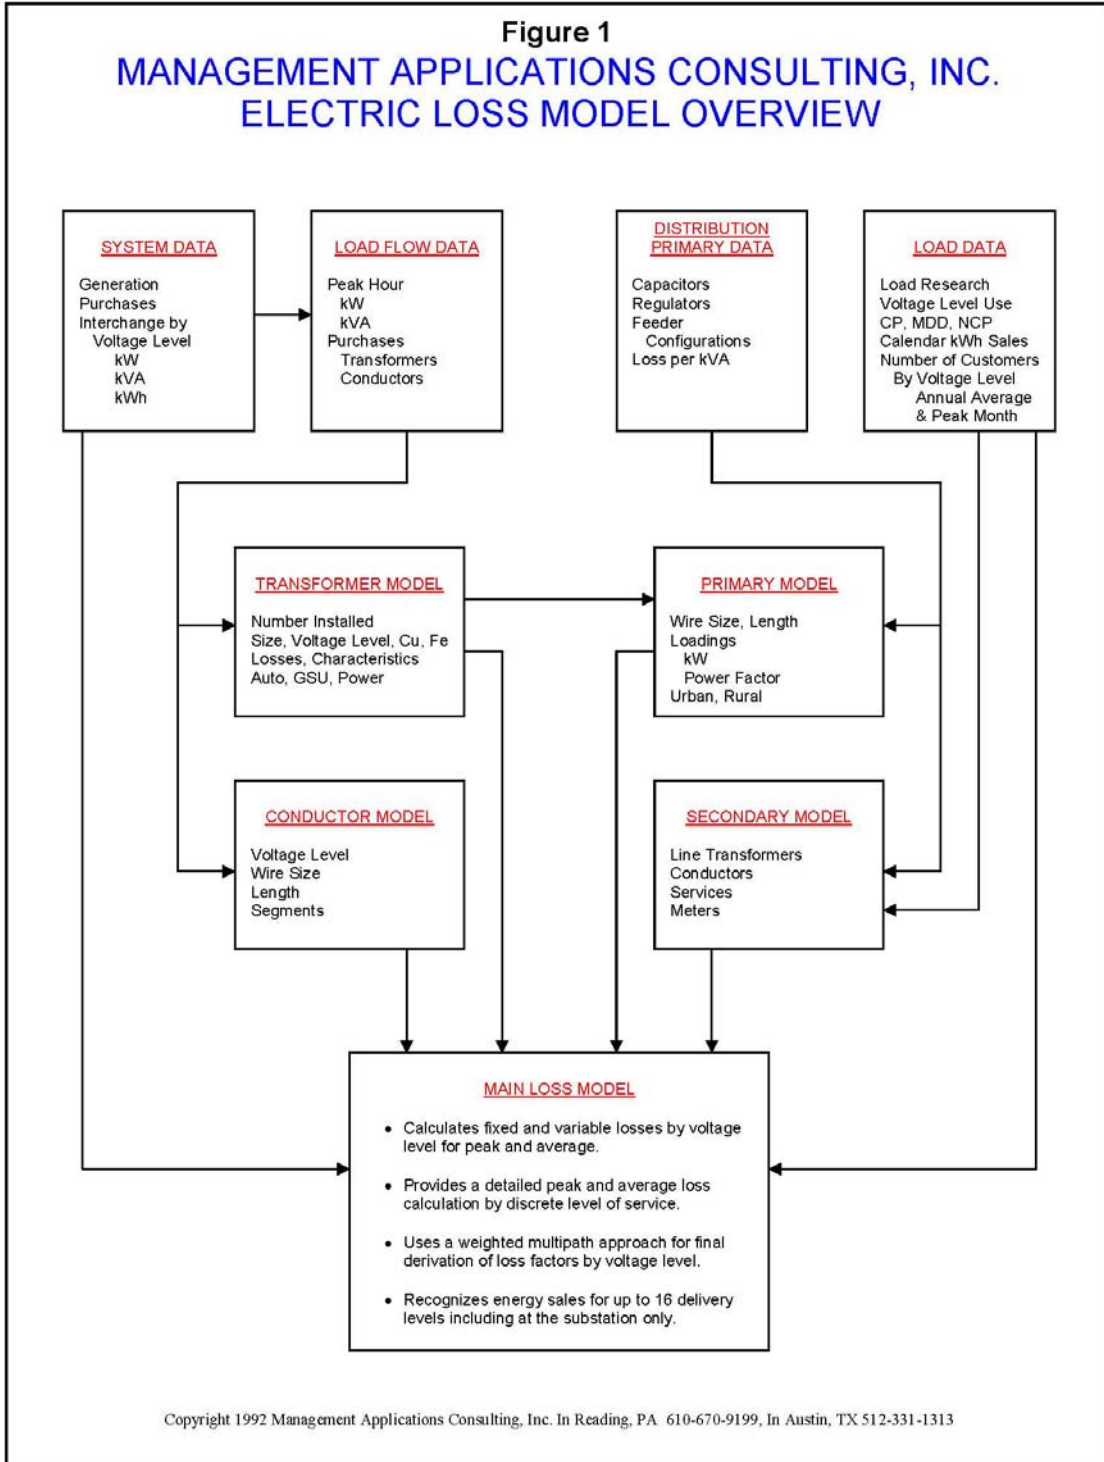 Figure 1
MANAGEMENT APPLICATIONS CONSULTING, INC.
ELECTRIC LOSS MODEL OVERVIEW
SYSTEM DATA
Generation
Purchases
Interchange by
Voltage Level
kW
kVA
kWh
LOAD FLOW DATA
Peak Hour
kW
kVA
Purchases
Transformers
Conductors
DISTRIBUTION
PRIMARY DATA
Capacitors
Regulators
Feeder
Configurations
Loss per kVA
LOAD DATA
Load Research
Voltage Level Use
CP, MDD, NCP
Calendar kWh Sales
Number of Customers
By Voltage Level
Annual Average
& Peak Month
TRANSFORMER MODEL
Number Installed
Size, Voltage Level, Cu, Fe
Losses, Characteristics
Auto, GSU, Power
PRIMARY MODEL
Wire Size, Length
Loadings
kW
Power Factor
Urban, Rural
CONDUCTOR MODEL
Voltage Level
Wire Size
Length
Segments
SECONDARY MODEL
Line Transformers
Conductors
Services
Meters
MAIN LOSS MODEL
• Calculates fixed and variable losses by voltage
level for peak and average.
• Provides a detailed peak and average loss
calculation by discrete level of service.
• Uses a weighted multipath approach for final
derivation of loss factors by voltage level.
• Recognizes energy sales for up to 16 delivery
levels including at the substation only.
Copyright 1992 Management Applications Consulting, Inc. In Reading, PA 610-670-9199, In Austin, TX 512-331-1313